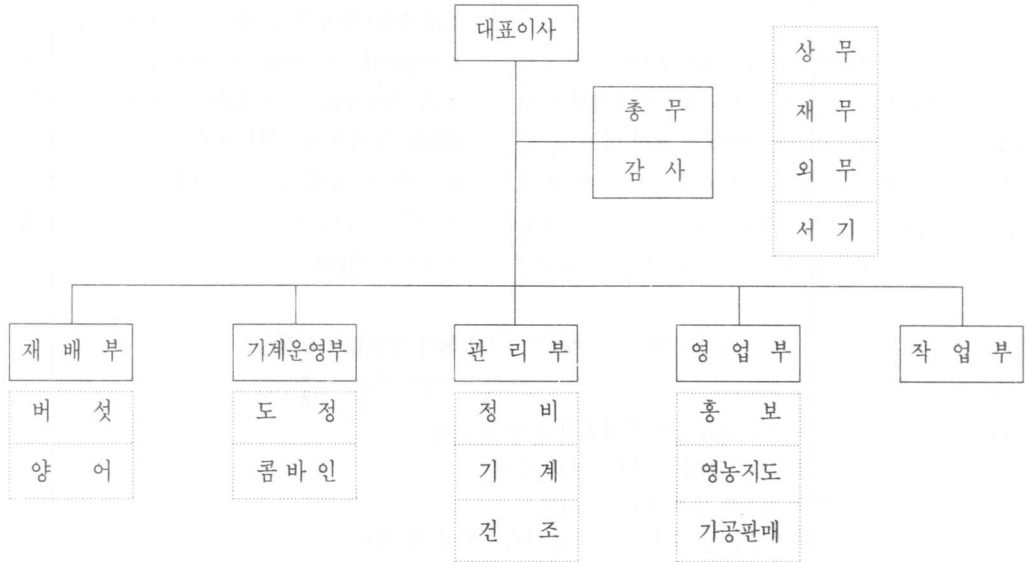 대표이사
상 무
총 무
재 무
감 사
외 무
서 기
재 배 부
기계운영부
관 리 부
영 업 부
작 업 부
버 섯
도 정
정 비
홍 보
양 어
콤 바 인
기 계
영농지도
건 조
가공판매